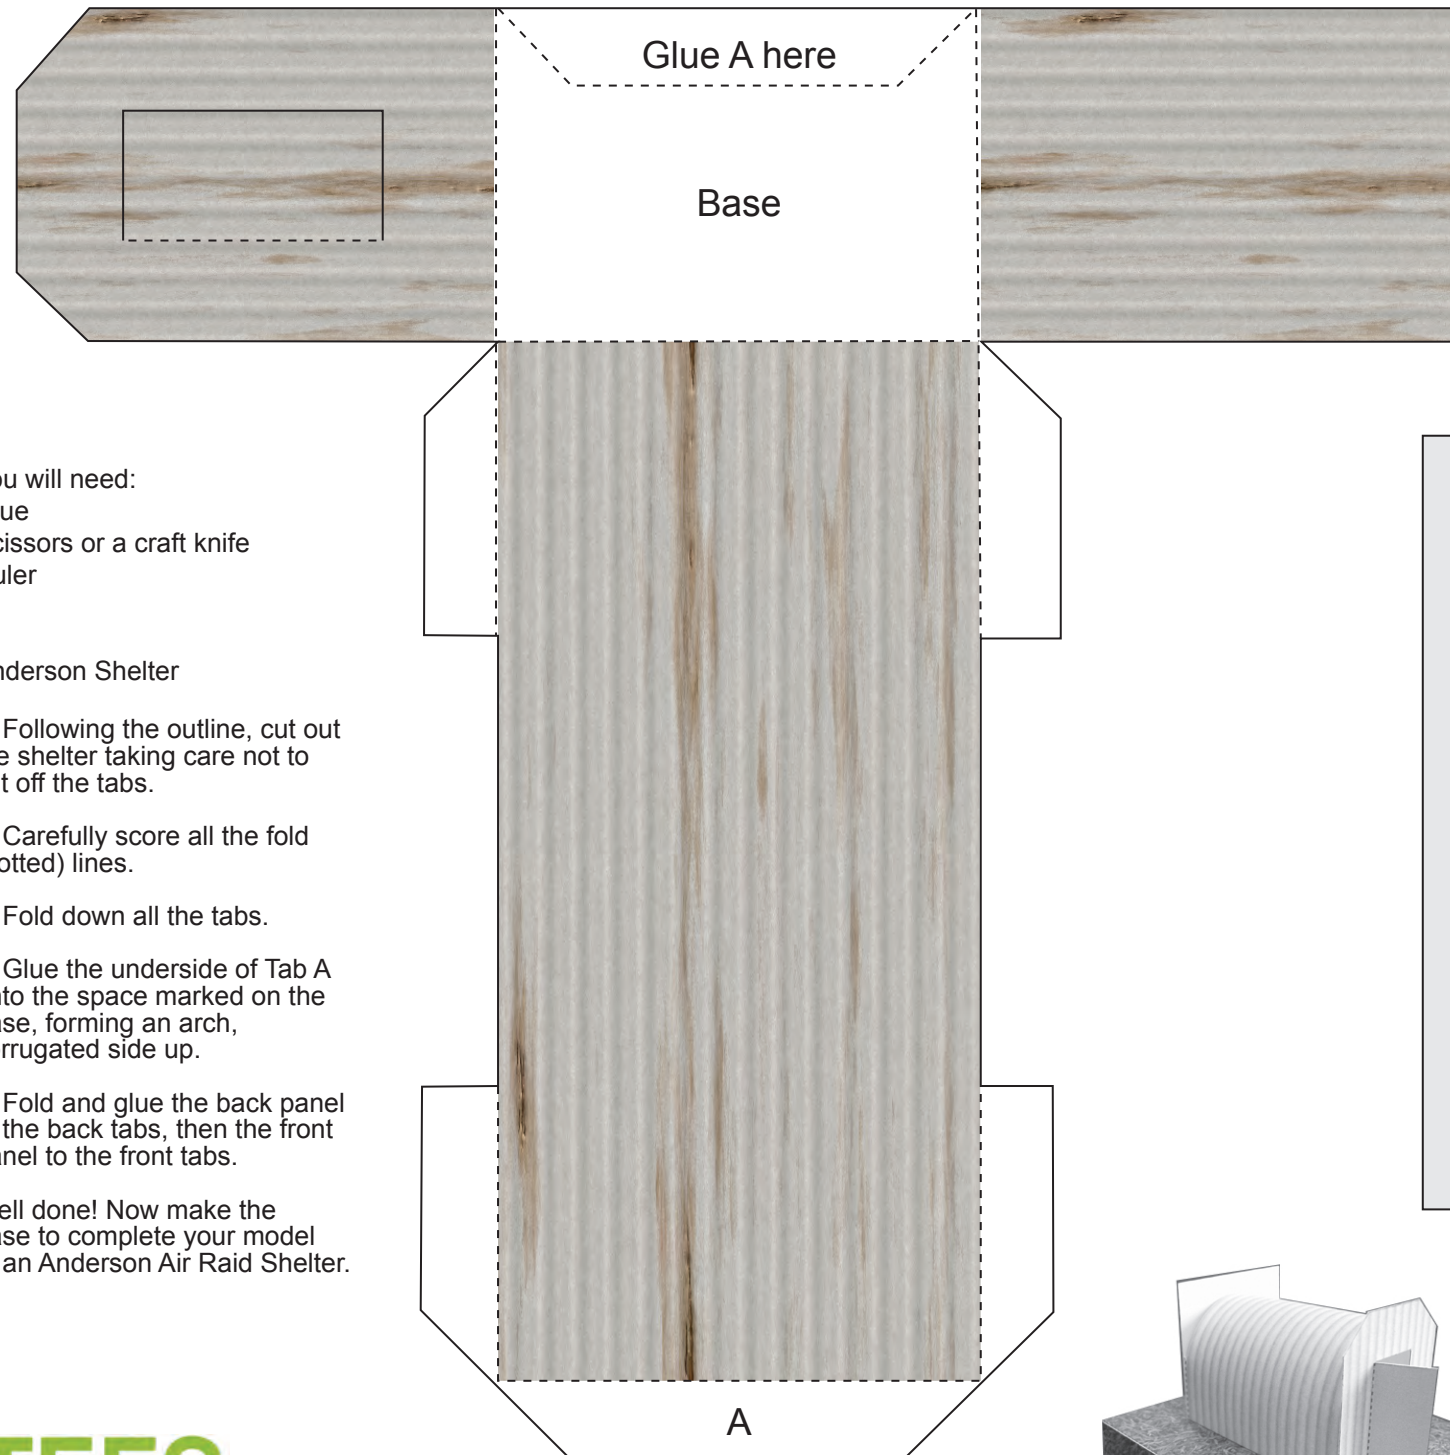 Glue A here
Base
ou will need:
ue
cissors or a craft knife
uler
nderson Shelter
Following the outline, cut out
e shelter taking care not to
t off the tabs.
Carefully score all the fold
otted) lines.
Fold down all the tabs.
Glue the underside of Tab A
nto the space marked on the
ase, forming an arch,
rrugated side up.
Fold and glue the back panel
the back tabs, then the front
anel to the front tabs.
ell done! Now make the
ase to complete your model
an Anderson Air Raid Shelter.
A
TEES